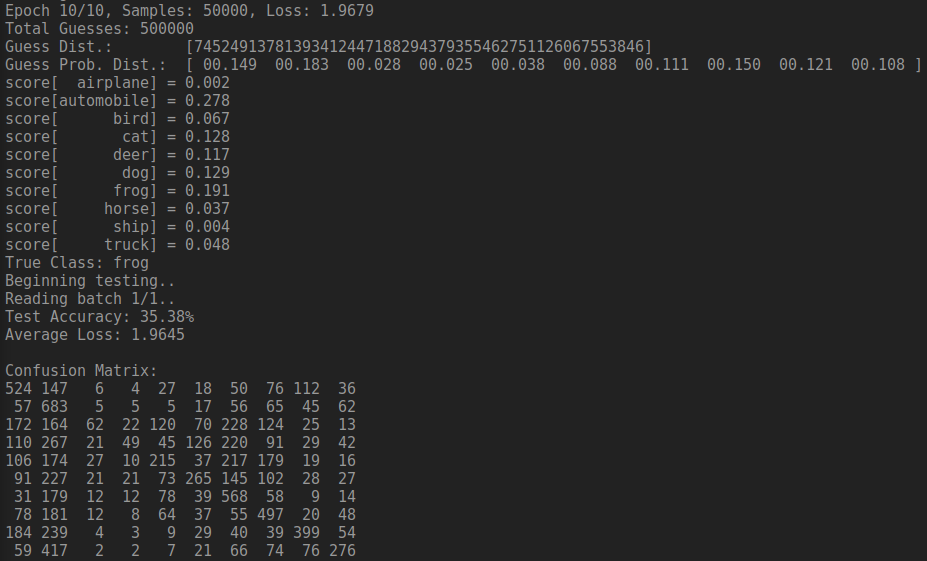 Epoch 10/10, Samples: 50000, Loss: 1.9679
Total Guesses: 500000
Guess Dist.:        [74524913781393412447188294379355462751126067553846]
Guess Prob. Dist.:  [ 00.149  00.183  00.028  00.025  00.038  00.088  00.111  00.150  00.121  00.108 ]
score[  airplane] = 0.002
score[automobile] = 0.278
score[      bird] = 0.067
score[       cat] = 0.128
score[      deer] = 0.117
score[       dog] = 0.129
score[      frog] = 0.191
score[     horse] = 0.037
score[      ship] = 0.004
score[     truck] = 0.048
True Class: frog
Beginning testing..
Reading batch 1/1..
Test Accuracy: 35.38%
Average Loss: 1.9645
Confusion Matrix:
524 147   6   4  27  18  50  76 112  36
 57 683   5   5   5  17  56  65  45  62
172 164  62  22 120  70 228 124  25  13
110 267  21  49  45 126 220  91  29  42
106 174  27  10 215  37 217 179  19  16
 91 227  21  21  73 265 145 102  28  27
 31 179  12  12  78  39 568  58   9  14
 78 181  12   8  64  37  55 497  20  48
184 239   4   3   9  29  40  39 399  54
 59 417   2   2   7  21  66  74  76 276